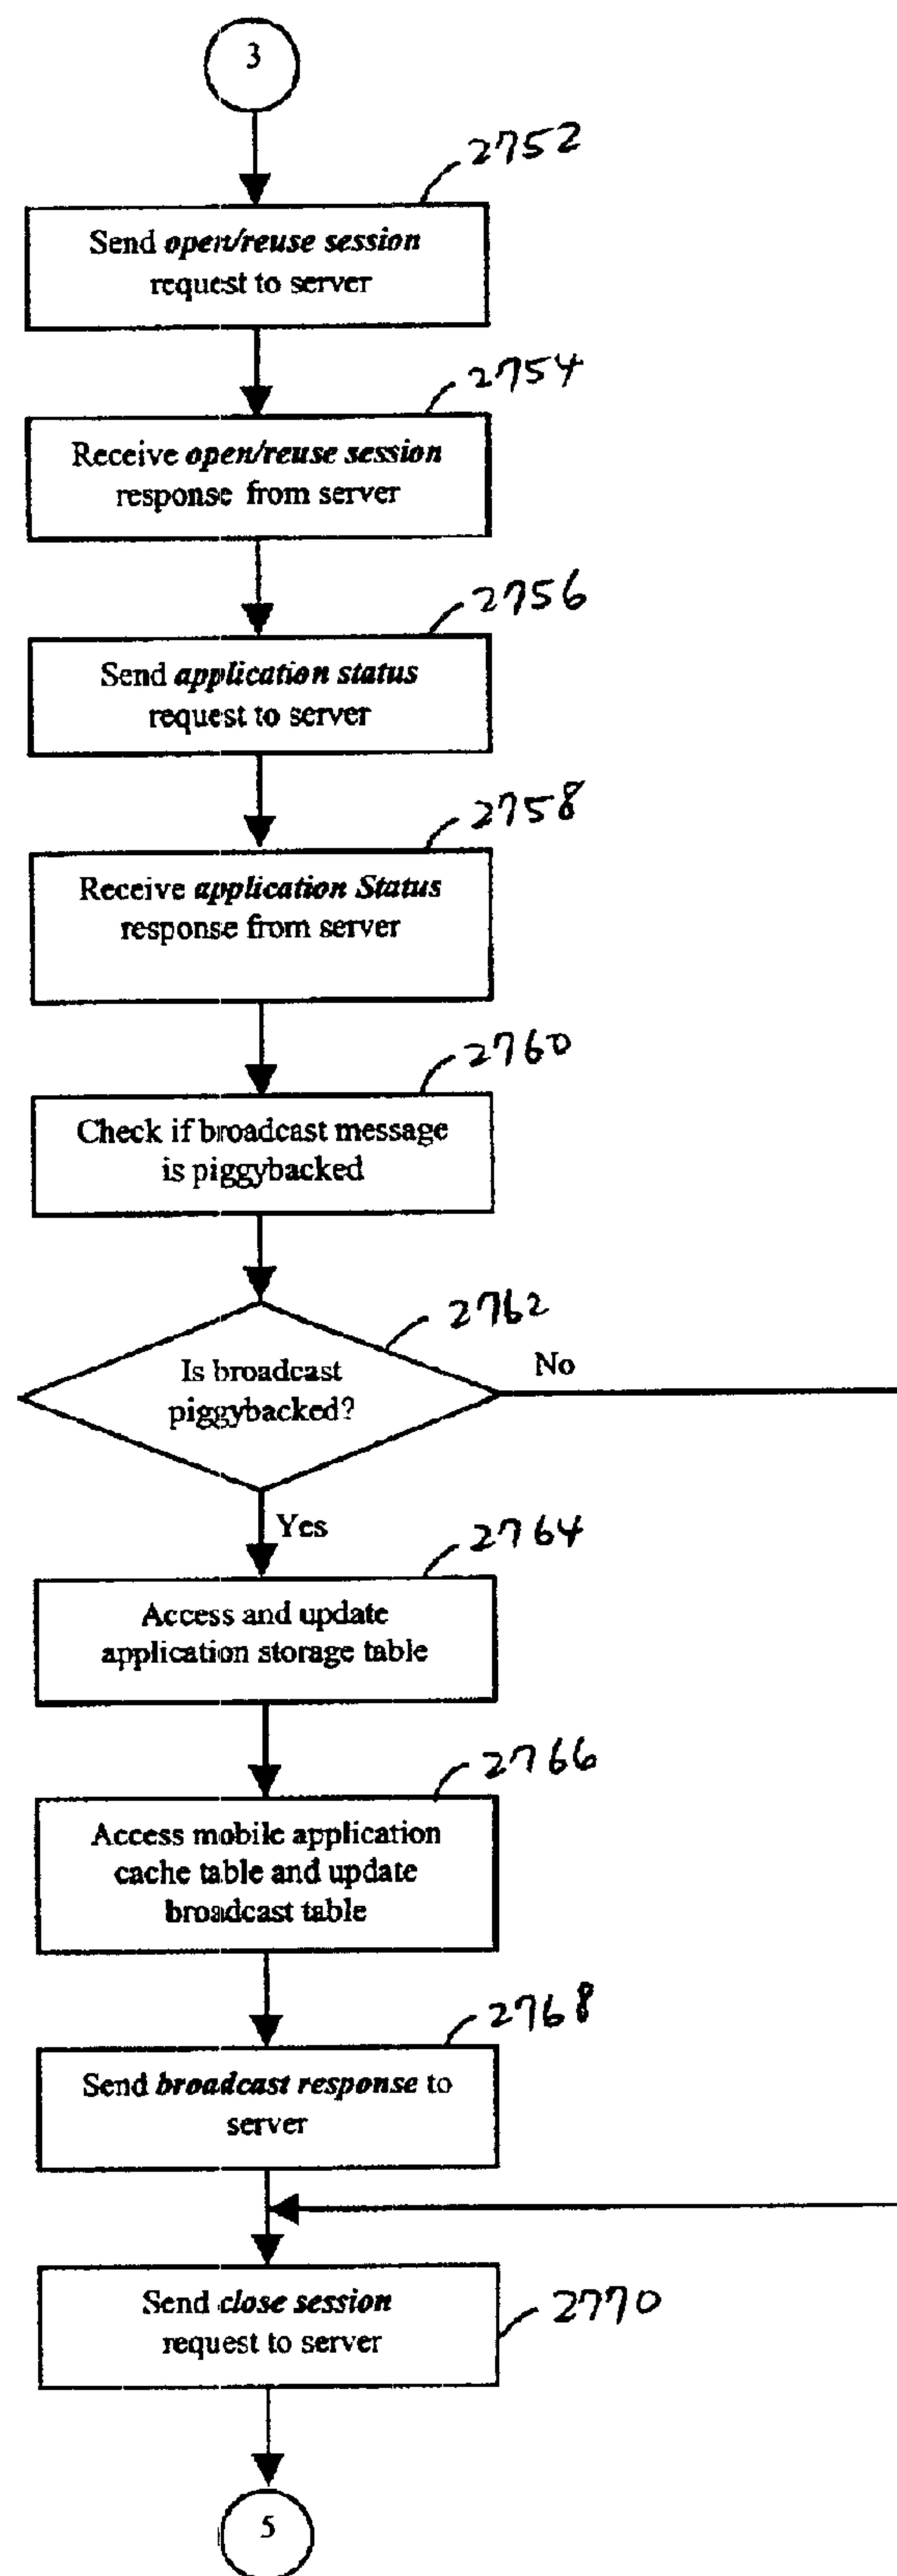 3
2752
Send open/reuse session
request to server
2754
Receive open/reuse session
response from server
2756
Send application status
request to server
2758
Receive application Status
response from server
2760
Check if broadcast message
is piggybacked
2762
Is broadcast
piggybacked?
No
Yes
2764
Access and update
application storage table
2766
Access mobile application
cache table and update
broadcast table
2768
Send broadcast response to
server
Send close session
request to server
2770
5